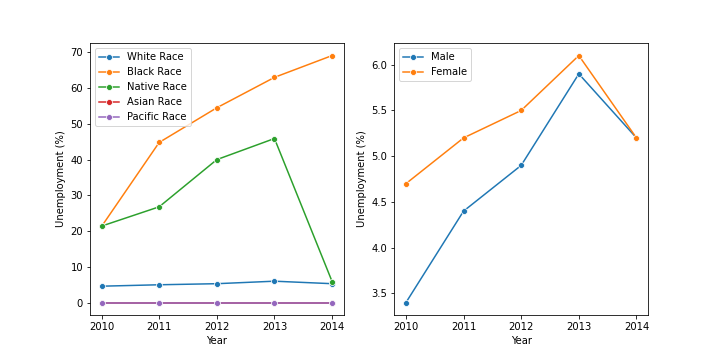 70
60
50
40
30
20
10
0
Unemployment (%)
White Race
Black Race
Native Race
Asian Race
Pacific Race
2010 2011 2012 2013 2014
Year
6.0
5.5
5.0
4.5
4.0
3.5
Unemployment (%)
Male
Female
2010 2011 2012 2013 2014
Year